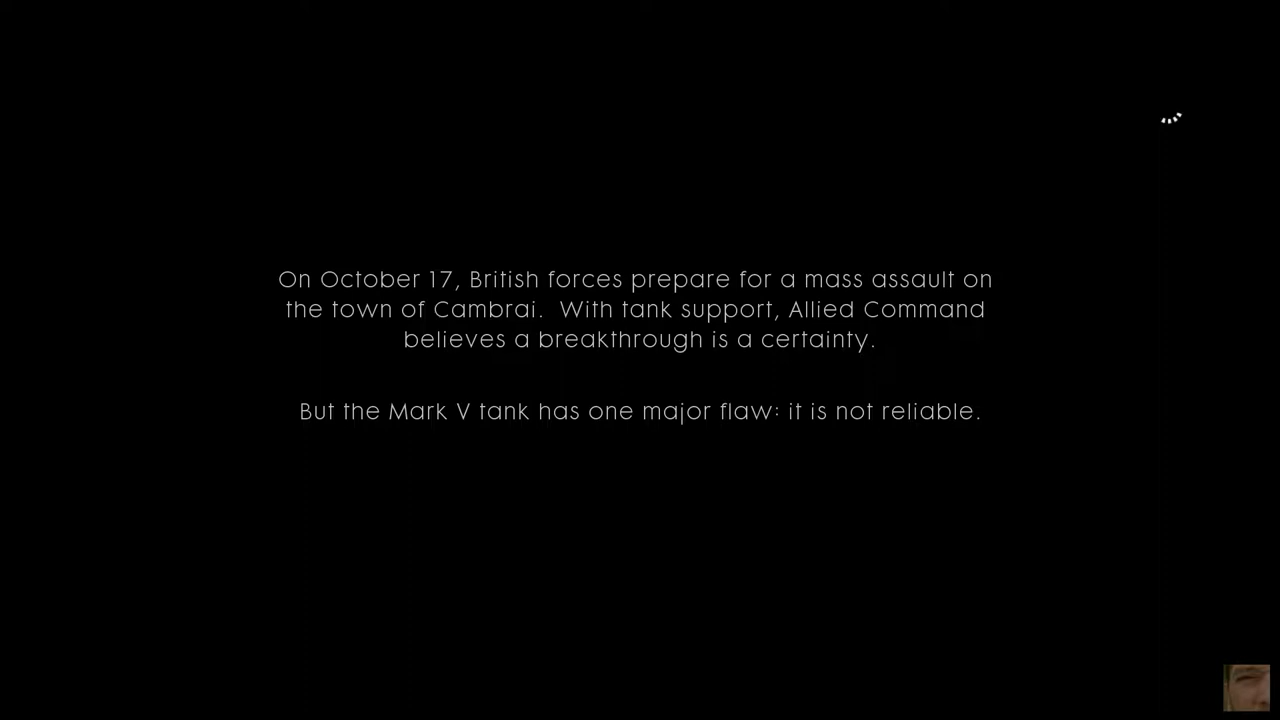 On October 17, British forces prepare for a mass assault on
the town of Cambrai.  With tank support, Allied Command
believes a breakthrough is a certainty.
But the Mark V tank has one major flaw: it is not reliable.